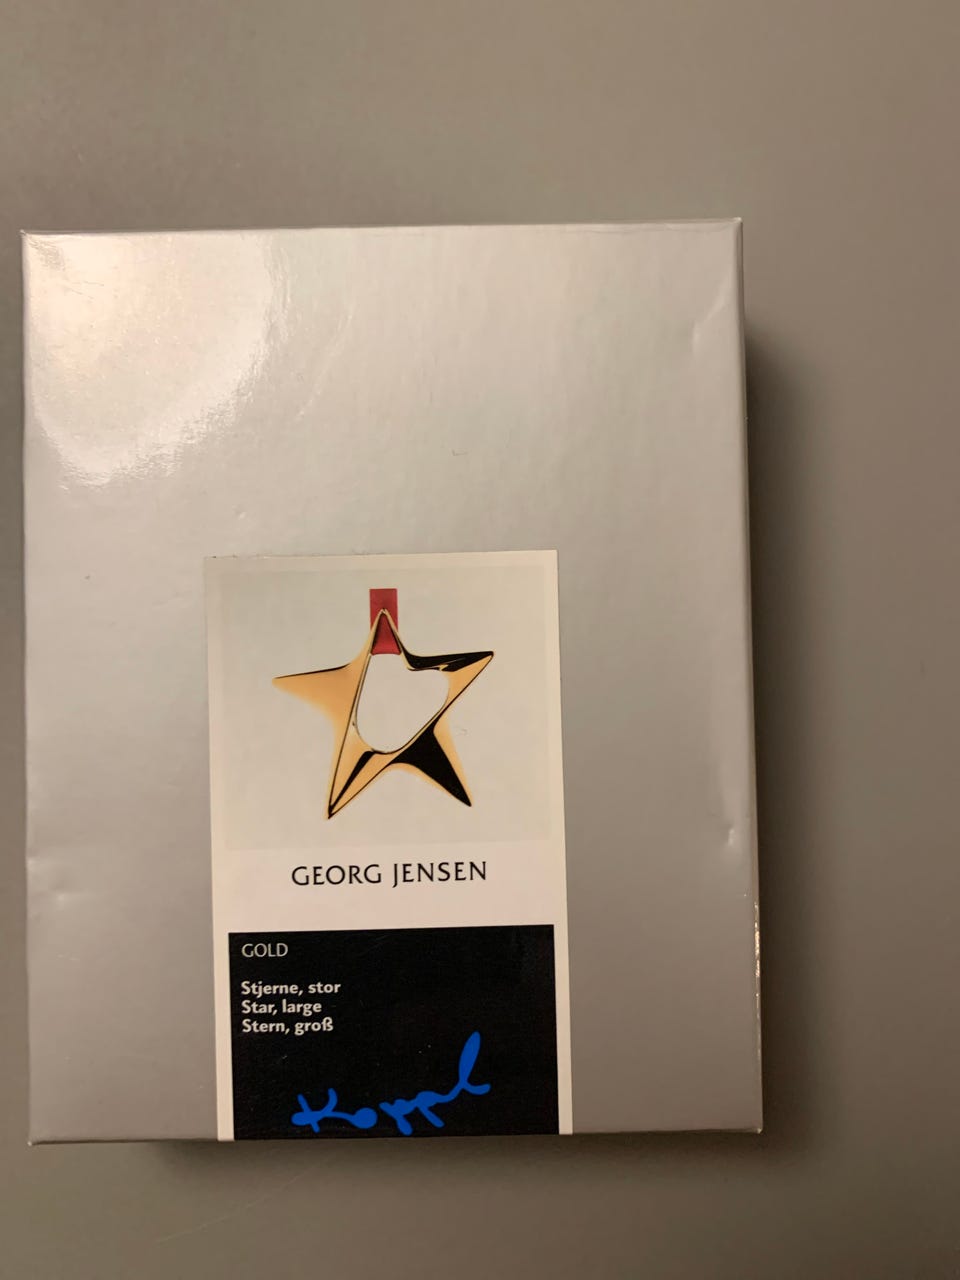 GEORG JENSEN
GOLD
Stjerne, stor
Star, large
Stern, groß
Koppel